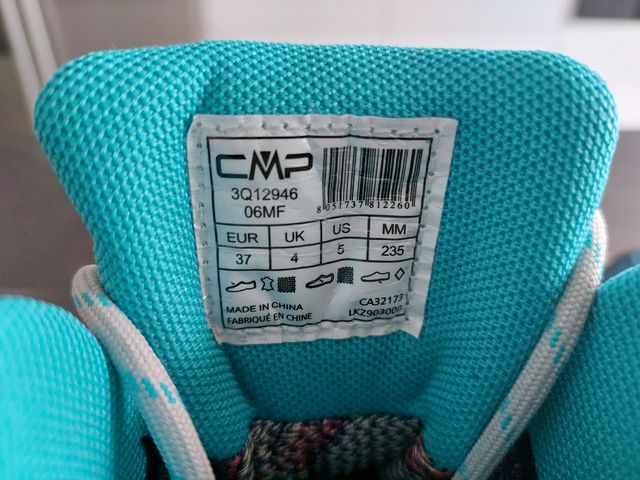 CMP
3Q12946
06MF
8 051737 812260
EUR UK US MM
37 4 5 235
MADE IN CHINA CA32173
FABRIQUÉ EN CHINE LKZ903000